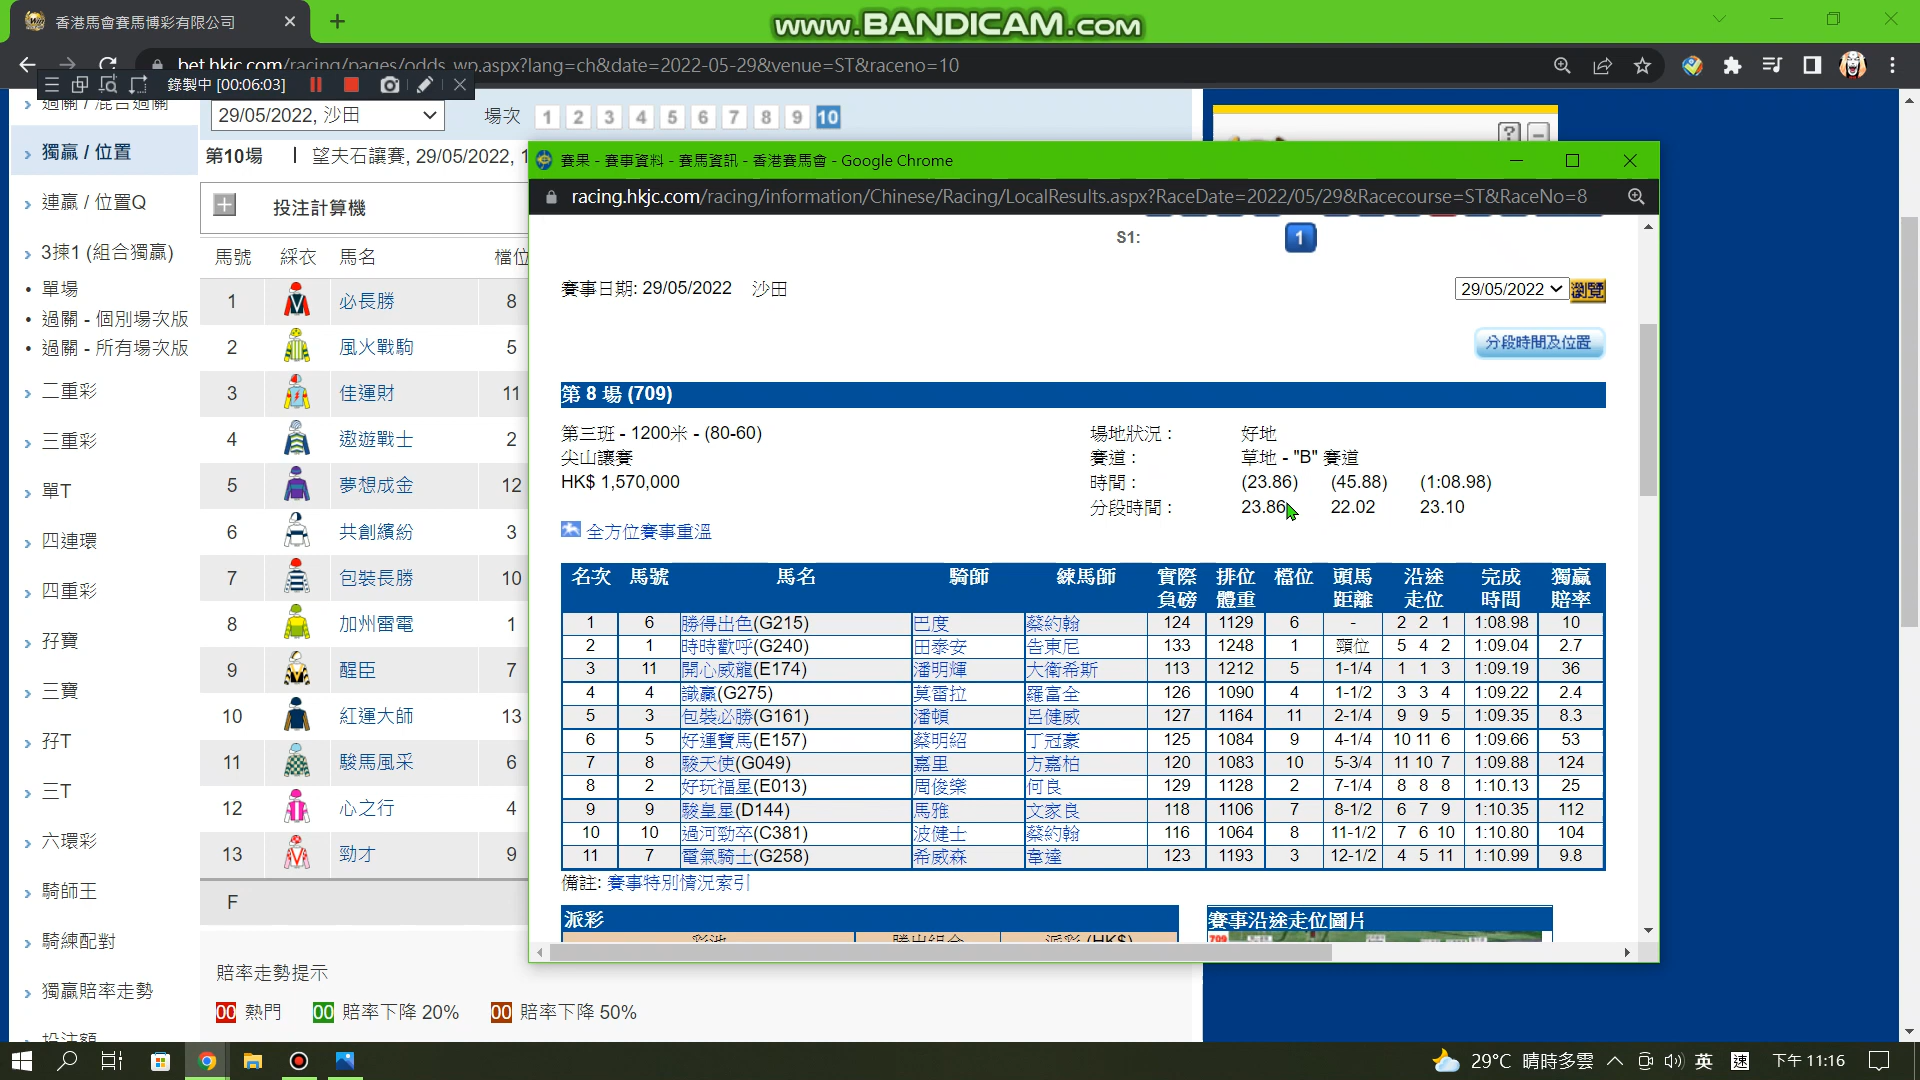 香港馬會賽馬博彩有限公司
www.BANDICAM.com
bet.hkjc.com/racing/pages/odds_wp.aspx?lang=ch&date=2022-05-29&venue=ST&raceno=10
錄製中 [00:06:03]
過關 / 混合過關
獨贏 / 位置
連贏 / 位置Q
3揀1 (組合獨贏)
單場
過關 - 個別場次版
過關 - 所有場次版
二重彩
三重彩
單T
四連環
四重彩
孖寶
三寶
孖T
三T
六環彩
騎師王
騎練配對
獨贏賠率走勢
投注額
29/05/2022, 沙田
場次 1 2 3 4 5 6 7 8 9 10
第10場 | 望夫石讓賽, 29/05/2022, 1
投注計算機
馬號 綵衣 馬名 檔位
1 必長勝 8
2 風火戰駒 5
3 佳運財 11
4 遨遊戰士 2
5 夢想成金 12
6 共創繽紛 3
7 包裝長勝 10
8 加州雷電 1
9 醒臣 7
10 紅運大師 13
11 駿馬風采 6
12 心之行 4
13 勁才 9
F
賠率走勢提示
00 熱門 00 賠率下降 20% 00 賠率下降 50%
賽果 - 賽事資料 - 賽馬資訊 - 香港賽馬會 - Google Chrome
racing.hkjc.com/racing/information/Chinese/Racing/LocalResults.aspx?RaceDate=2022/05/29&Racecourse=ST&RaceNo=8
S1: 1
賽事日期: 29/05/2022 沙田
29/05/2022 瀏覽
分段時間及位置
第 8 場 (709)
第三班 - 1200米 - (80-60) 場地狀況 : 好地
尖山讓賽 賽道 : 草地 - "B" 賽道
HK$ 1,570,000 時間 : (23.86) (45.88) (1:08.98)
分段時間 : 23.86 22.02 23.10
全方位賽事重溫
名次 馬號 馬名 騎師 練馬師 實際負磅 排位體重 檔位 頭馬距離 沿途走位 完成時間 獨贏賠率
1 6 勝得出色(G215) 巴度 蔡約翰 124 1129 6 - 2 2 1 1:08.98 10
2 1 時時歡呼(G240) 田泰安 告東尼 133 1248 1 頸位 5 4 2 1:09.04 2.7
3 11 開心威龍(E174) 潘明輝 大衛希斯 113 1212 5 1-1/4 1 1 3 1:09.19 36
4 4 識贏(G275) 莫雷拉 羅富全 126 1090 4 1-1/2 3 3 4 1:09.22 2.4
5 3 包裝必勝(G161) 潘頓 呂健威 127 1164 11 2-1/4 9 9 5 1:09.35 8.3
6 5 好運寶馬(E157) 蔡明紹 丁冠豪 125 1084 9 4-1/4 10 11 6 1:09.66 53
7 8 駿天使(G049) 嘉里 方嘉柏 120 1083 10 5-3/4 11 10 7 1:09.88 124
8 2 好玩福星(E013) 周俊樂 何良 129 1128 2 7-1/4 8 8 8 1:10.13 25
9 9 駿皇星(D144) 馬雅 文家良 118 1106 7 8-1/2 6 7 9 1:10.35 112
10 10 過河勁卒(C381) 波健士 蔡約翰 116 1064 8 11-1/2 7 6 10 1:10.80 104
11 7 電氣騎士(G258) 希威森 韋達 123 1193 3 12-1/2 4 5 11 1:10.99 9.8
備註: 賽事特別情況索引
派彩 賽事沿途走位圖片
彩池 勝出組合 派彩 (HK$)
709
29°C 晴時多雲 英 速 下午 11:16